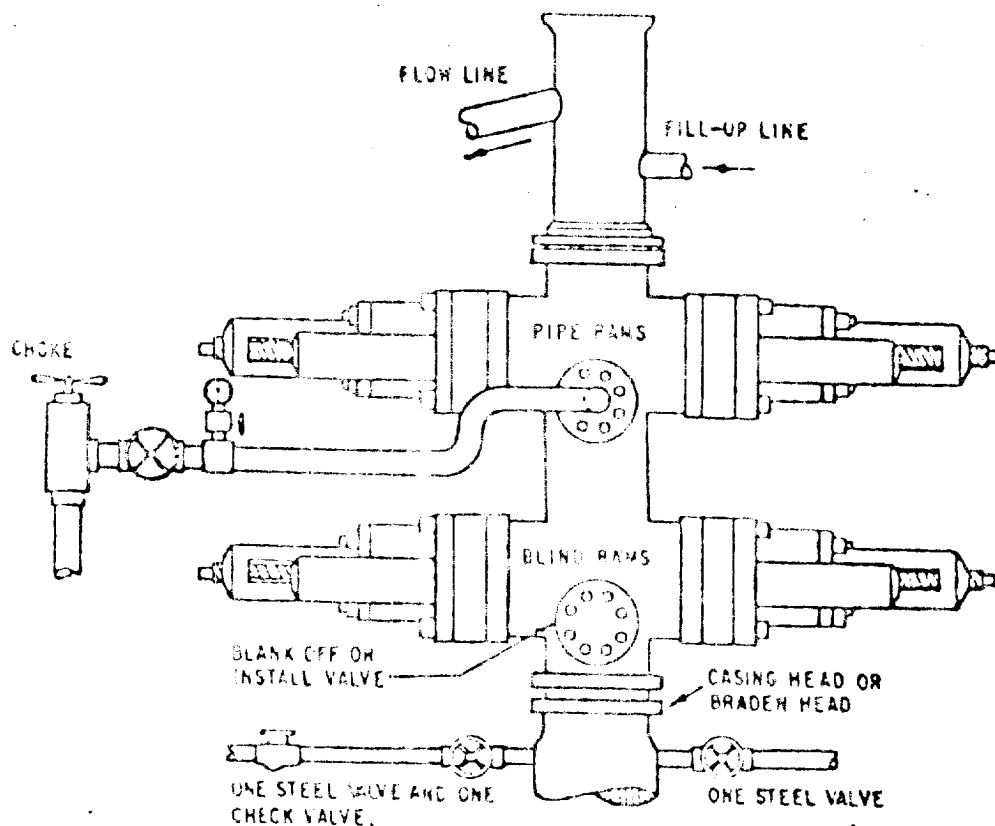 FLOW LINE
FILL-UP LINE
PIPE RAMS
CHOKE
BLIND RAMS
BLANK OFF OR
INSTALL VALVE
CASING HEAD OR
BRADEN HEAD
ONE STEEL VALVE AND ONE
CHECK VALVE.
ONE STEEL VALVE